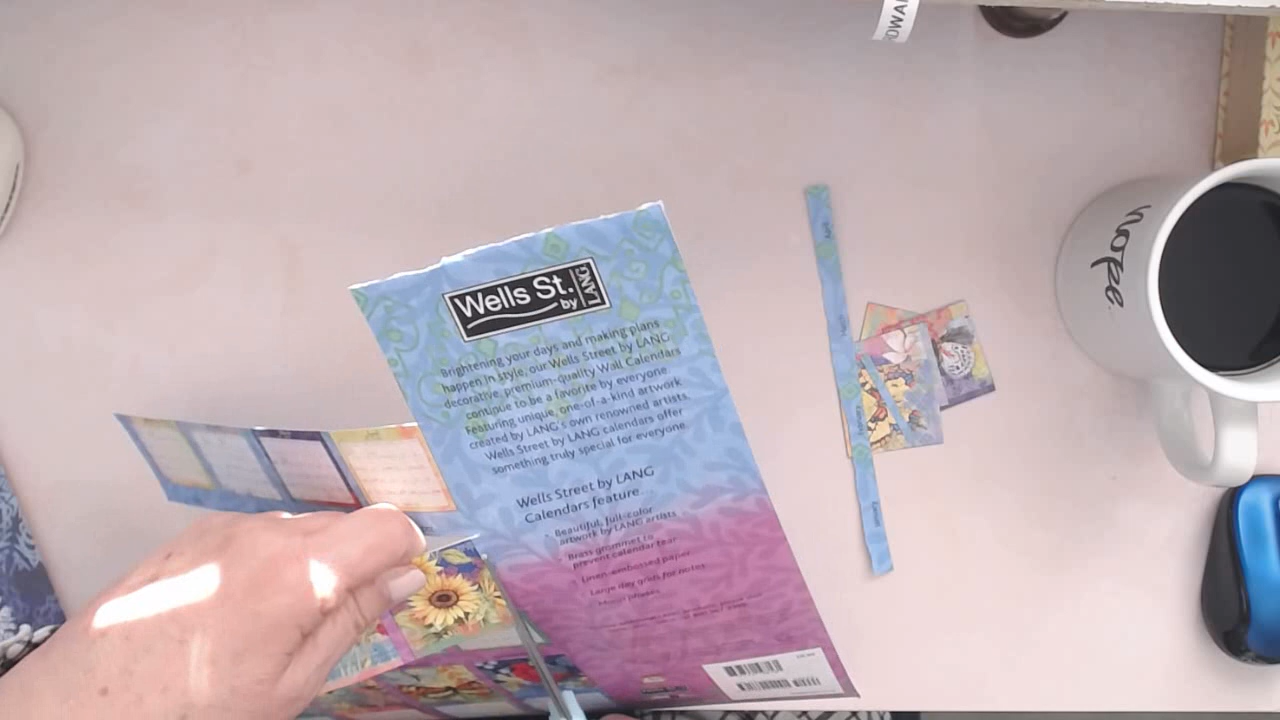 Wells St.
by LANG
Brightening your days and making plans
happen in style, our Wells Street by LANG
decorative, premium-quality Wall Calendars
continue to be a favorite by everyone.
Featuring unique, one-of-a-kind artwork
created by LANG's own renowned artists.
Wells Street by LANG calendars offer
something truly special for everyone.
Wells Street by LANG
Calendars feature...
Beautiful, full-color
artwork by LANG artists
Brass grommet to
prevent calendar tear
Linen-embossed paper
Large day grids for notes
Moon phases
nope.